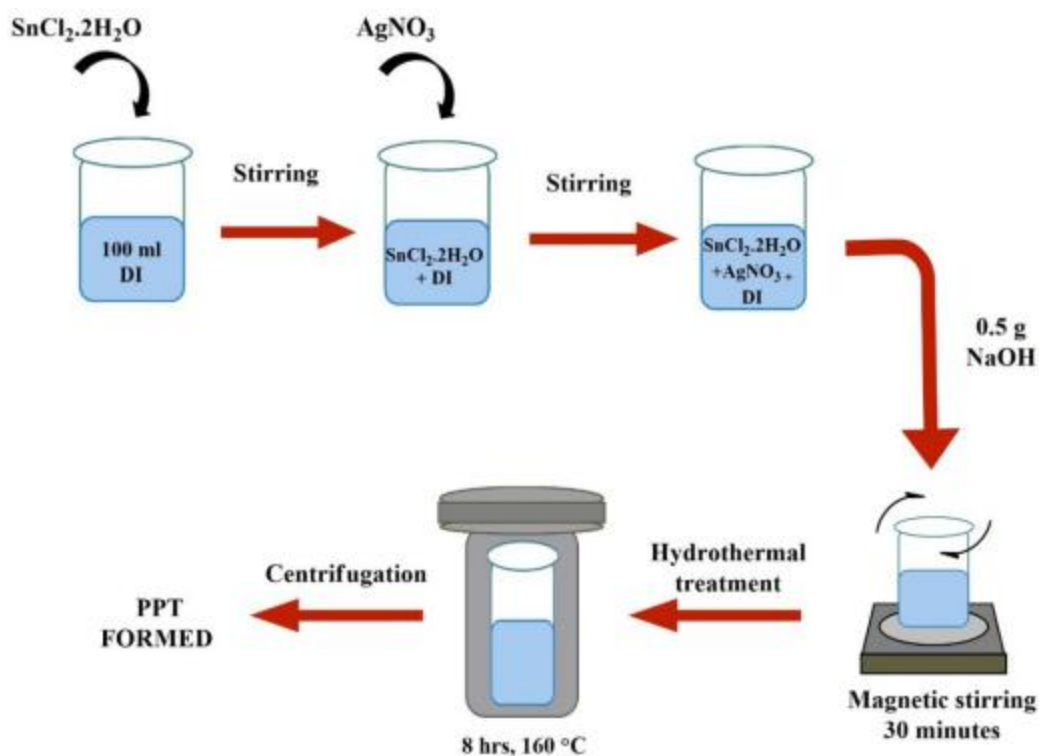 SnCl₂.2H₂O
AgNO₃
Stirring
Stirring
100 ml
DI
SnCl₂.2H₂O
+ DI
SnCl₂.2H₂O
+AgNO₃ +
DI
0.5 g
NaOH
Magnetic stirring
30 minutes
Hydrothermal
treatment
8 hrs, 160 °C
Centrifugation
PPT
FORMED